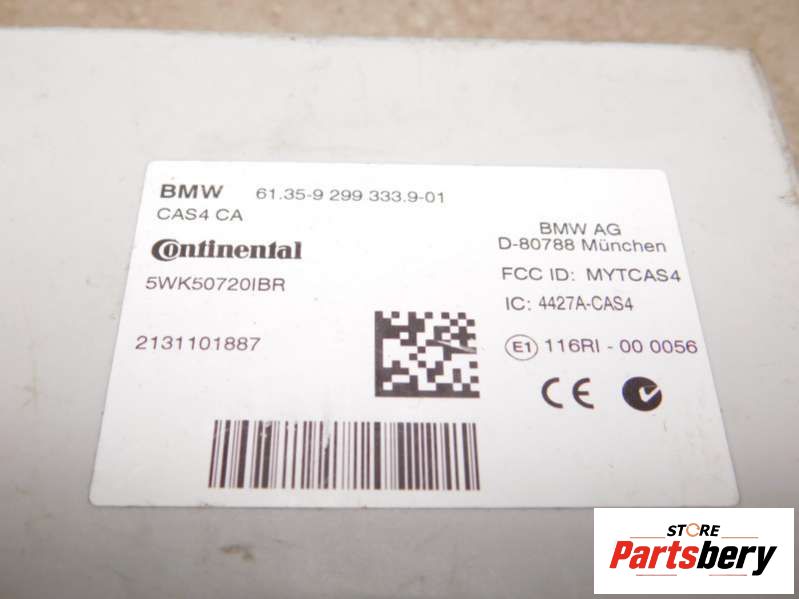 BMW 61.35-9 299 333.9-01
CAS4 CA
Continental
5WK50720IBR
2131101887
BMW AG
D-80788 München
FCC ID: MYTCAS4
IC: 4427A-CAS4
E1 116RI - 00 0056
CE
STORE
Partsbery